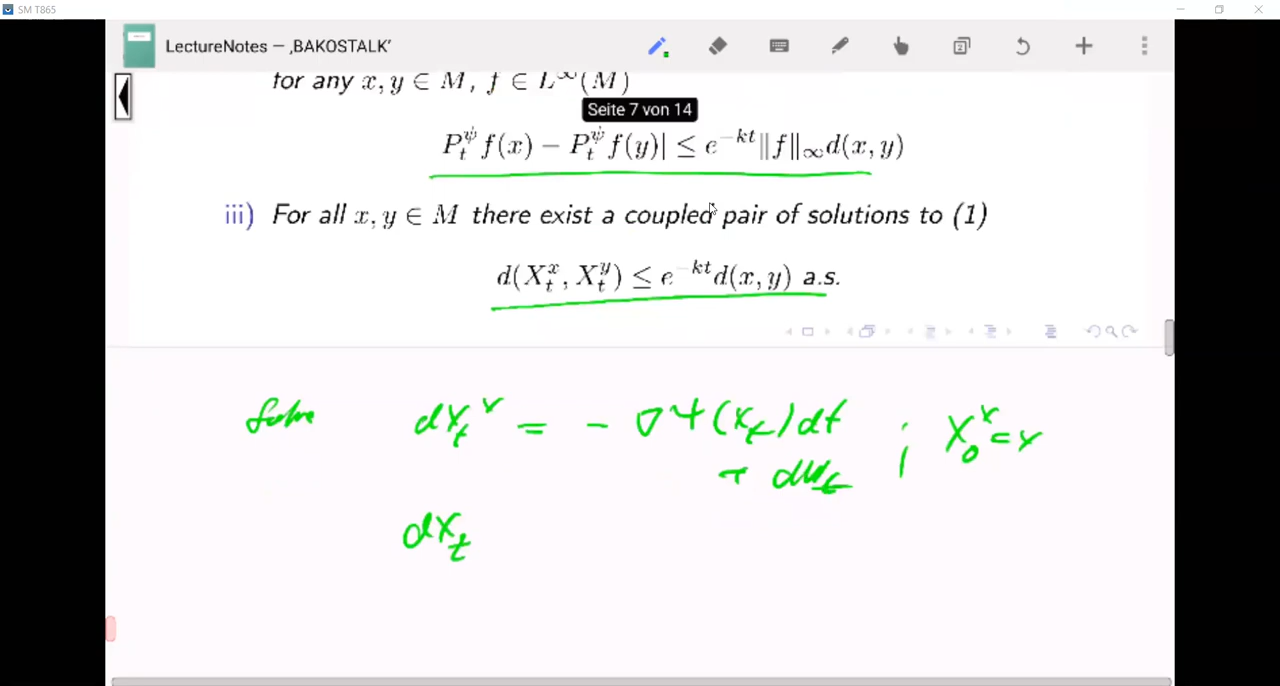 SM T865
LectureNotes – ‚BAKOSTALK'
for any x, y ∈ M, f ∈ L^∞(M)
Seite 7 von 14
P_t^ψ f(x) − P_t^ψ f(y)| ≤ e^{−kt}‖f‖_∞ d(x, y)
iii) For all x, y ∈ M there exist a coupled pair of solutions to (1)
d(X_t^x, X_t^y) ≤ e^{−kt} d(x, y) a.s.
Solve dX_t^x = − ∇Ψ(X_t)dt ; X_0^x = x
+ dW_t
dX_t